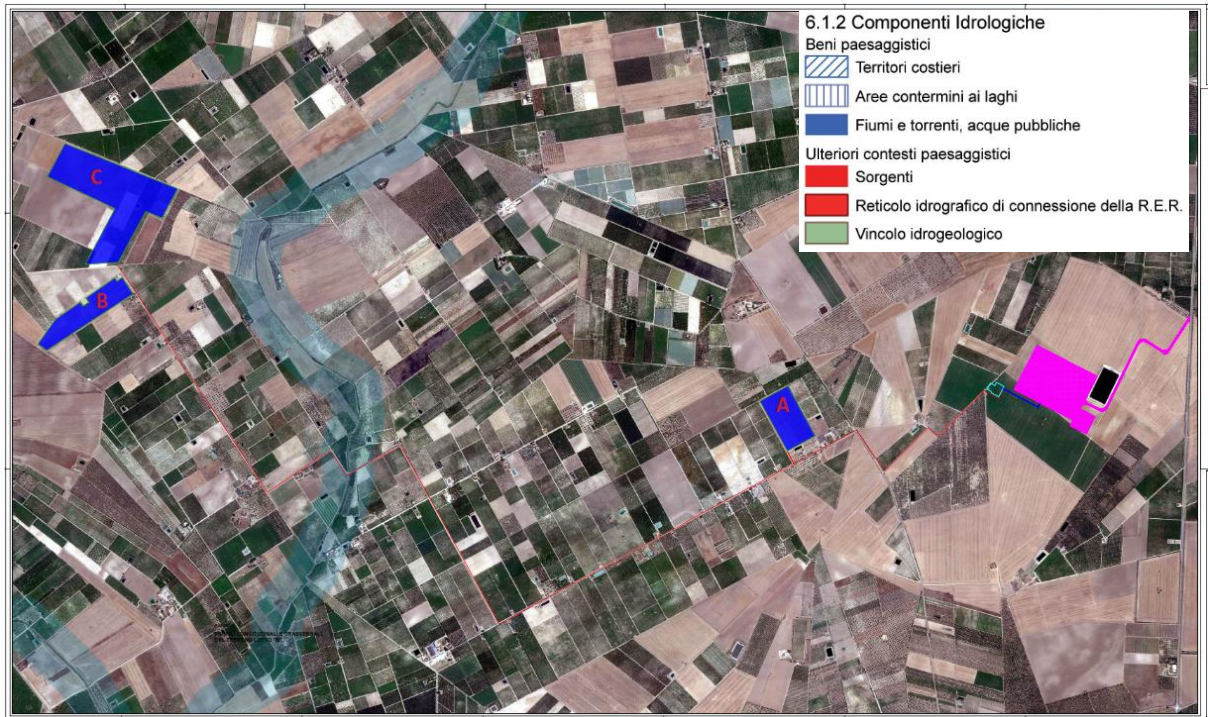 6.1.2 Componenti Idrologiche
Beni paesaggistici
Territori costieri
Aree contermini ai laghi
Fiumi e torrenti, acque pubbliche
Ulteriori contesti paesaggistici
Sorgenti
Reticolo idrografico di connessione della R.E.R.
Vincolo idrogeologico
C
B
A